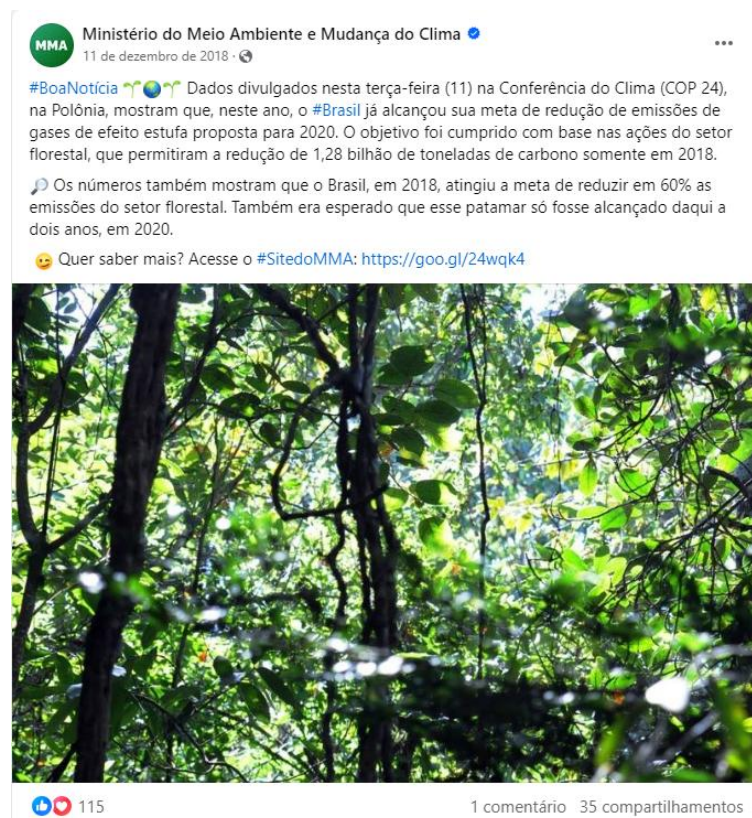 MMA
Ministério do Meio Ambiente e Mudança do Clima
11 de dezembro de 2018 ·
#BoaNotícia 🌱🌎🌱 Dados divulgados nesta terça-feira (11) na Conferência do Clima (COP 24),
na Polônia, mostram que, neste ano, o #Brasil já alcançou sua meta de redução de emissões de
gases de efeito estufa proposta para 2020. O objetivo foi cumprido com base nas ações do setor
florestal, que permitiram a redução de 1,28 bilhão de toneladas de carbono somente em 2018.
🔎 Os números também mostram que o Brasil, em 2018, atingiu a meta de reduzir em 60% as
emissões do setor florestal. Também era esperado que esse patamar só fosse alcançado daqui a
dois anos, em 2020.
😉 Quer saber mais? Acesse o #SitedoMMA: https://goo.gl/24wqk4
115
1 comentário 35 compartilhamentos